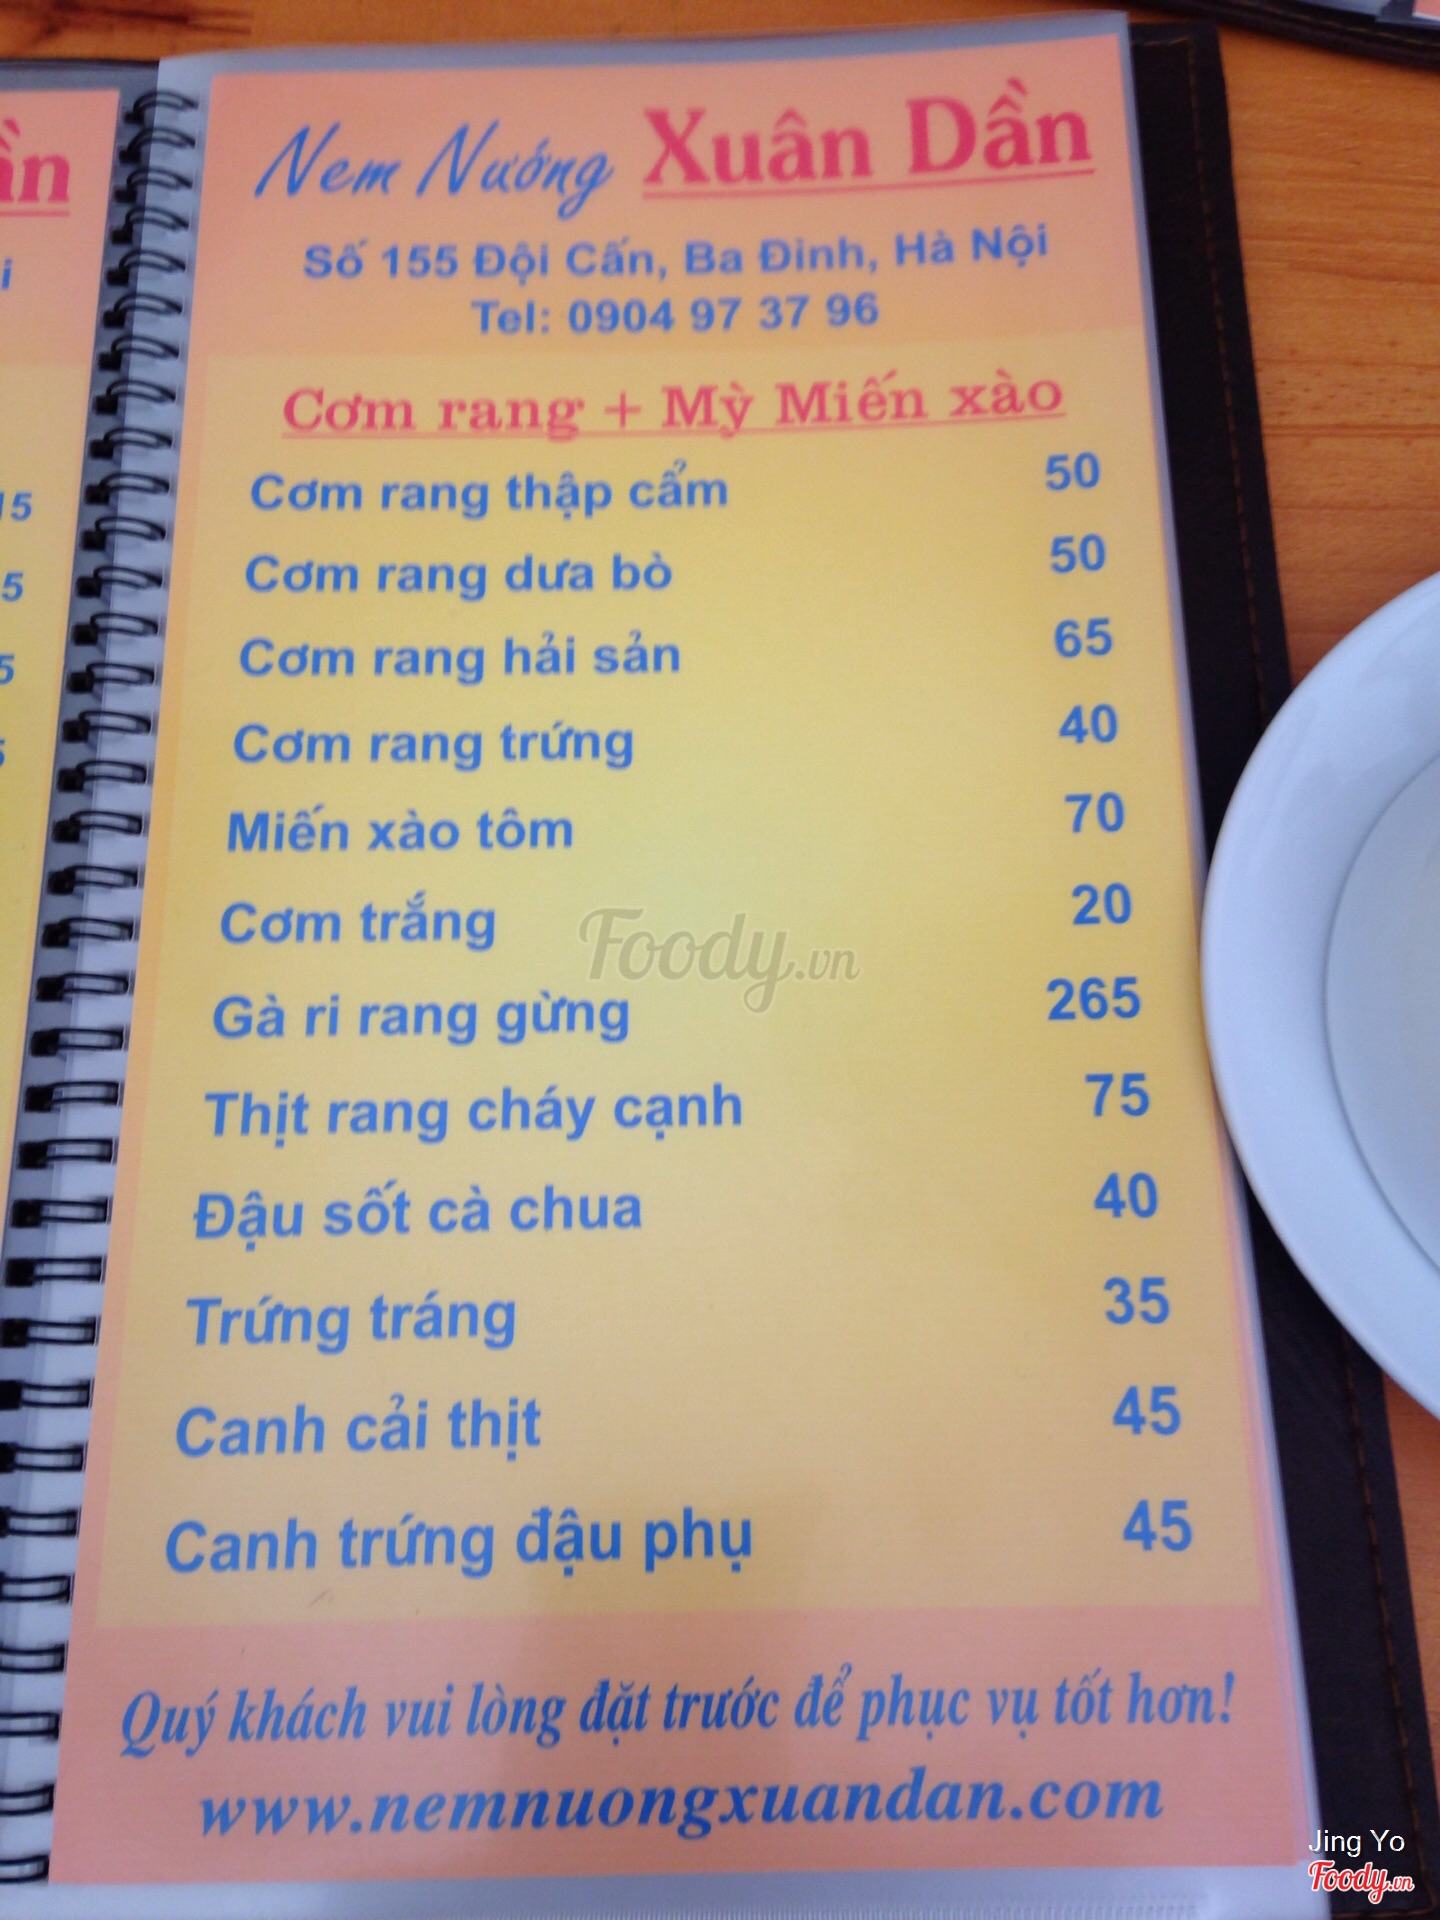 Nem Nướng Xuân Dần
Số 155 Đội Cấn, Ba Đình, Hà Nội
Tel: 0904 97 37 96
Cơm rang + Mỳ Miến xào
Cơm rang thập cẩm 50
Cơm rang dưa bò 50
Cơm rang hải sản 65
Cơm rang trứng 40
Miến xào tôm 70
Cơm trắng 20
Gà ri rang gừng 265
Thịt rang cháy cạnh 75
Đậu sốt cà chua 40
Trứng tráng 35
Canh cải thịt 45
Canh trứng đậu phụ 45
Quý khách vui lòng đặt trước để phục vụ tốt hơn!
www.nemnuongxuandan.com
Foody.vn
Jing Yo
Foody.vn